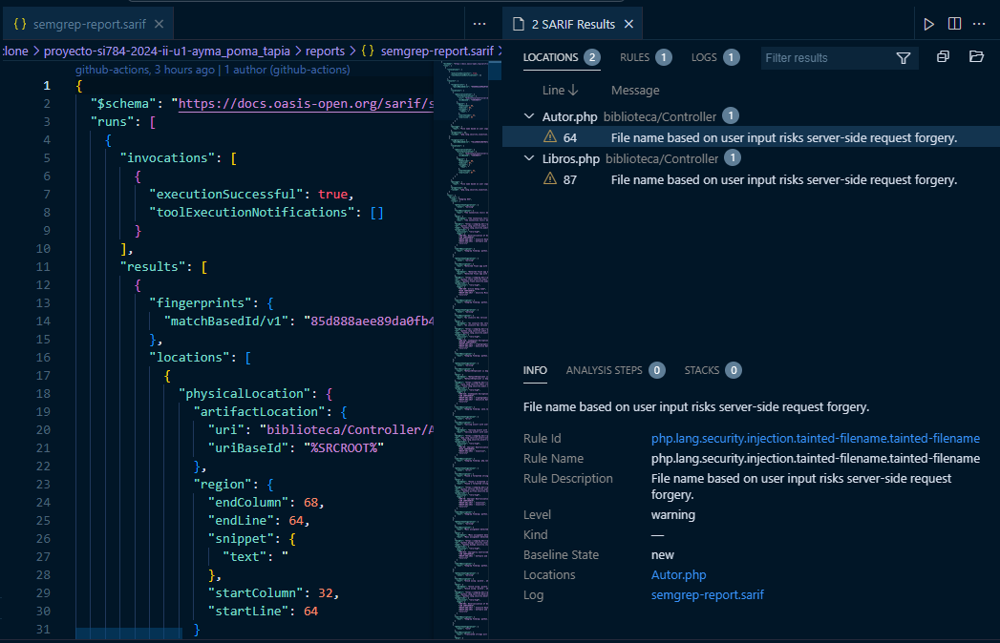 semgrep-report.sarif
2 SARIF Results
clone > proyecto-si784-2024-ii-u1-ayma_poma_tapia > reports > {} semgrep-report.sarif >
github-actions, 3 hours ago | 1 author (github-actions)
1 {
2 "$schema": "https://docs.oasis-open.org/sarif/s
3 "runs": [
4 {
5 "invocations": [
6 {
7 "executionSuccessful": true,
8 "toolExecutionNotifications": []
9 }
10 ],
11 "results": [
12 {
13 "fingerprints": {
14 "matchBasedId/v1": "85d888aee89da0fb4
15 },
16 "locations": [
17 {
18 "physicalLocation": {
19 "artifactLocation": {
20 "uri": "biblioteca/Controller/A
21 "uriBaseId": "%SRCROOT%"
22 },
23 "region": {
24 "endColumn": 68,
25 "endLine": 64,
26 "snippet": {
27 "text": "
28 },
29 "startColumn": 32,
30 "startLine": 64
31 }
LOCATIONS 2 RULES 1 LOGS 1 Filter results
Line Message
Autor.php biblioteca/Controller 1
64 File name based on user input risks server-side request forgery.
Libros.php biblioteca/Controller 1
87 File name based on user input risks server-side request forgery.
INFO ANALYSIS STEPS 0 STACKS 0
File name based on user input risks server-side request forgery.
Rule Id php.lang.security.injection.tainted-filename.tainted-filename
Rule Name php.lang.security.injection.tainted-filename.tainted-filename
Rule Description File name based on user input risks server-side request
forgery.
Level warning
Kind —
Baseline State new
Locations Autor.php
Log semgrep-report.sarif